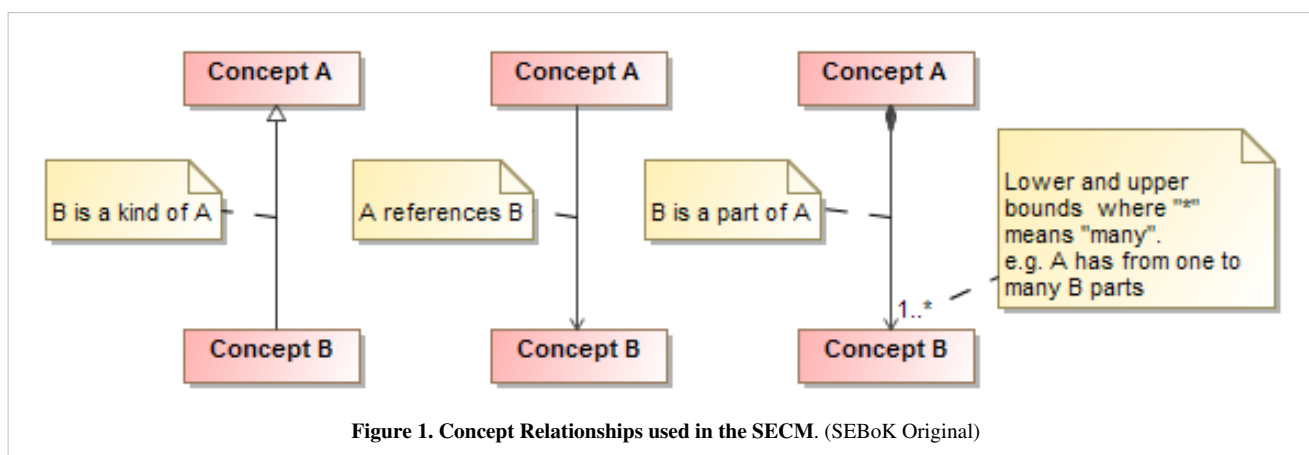 Concept A
Concept A
Concept A
B is a kind of A
A references B
B is a part of A
Lower and upper
bounds  where "*"
means "many".
e.g. A has from one to
many B parts
1..*
Concept B
Concept B
Concept B
Figure 1. Concept Relationships used in the SECM. (SEBoK Original)